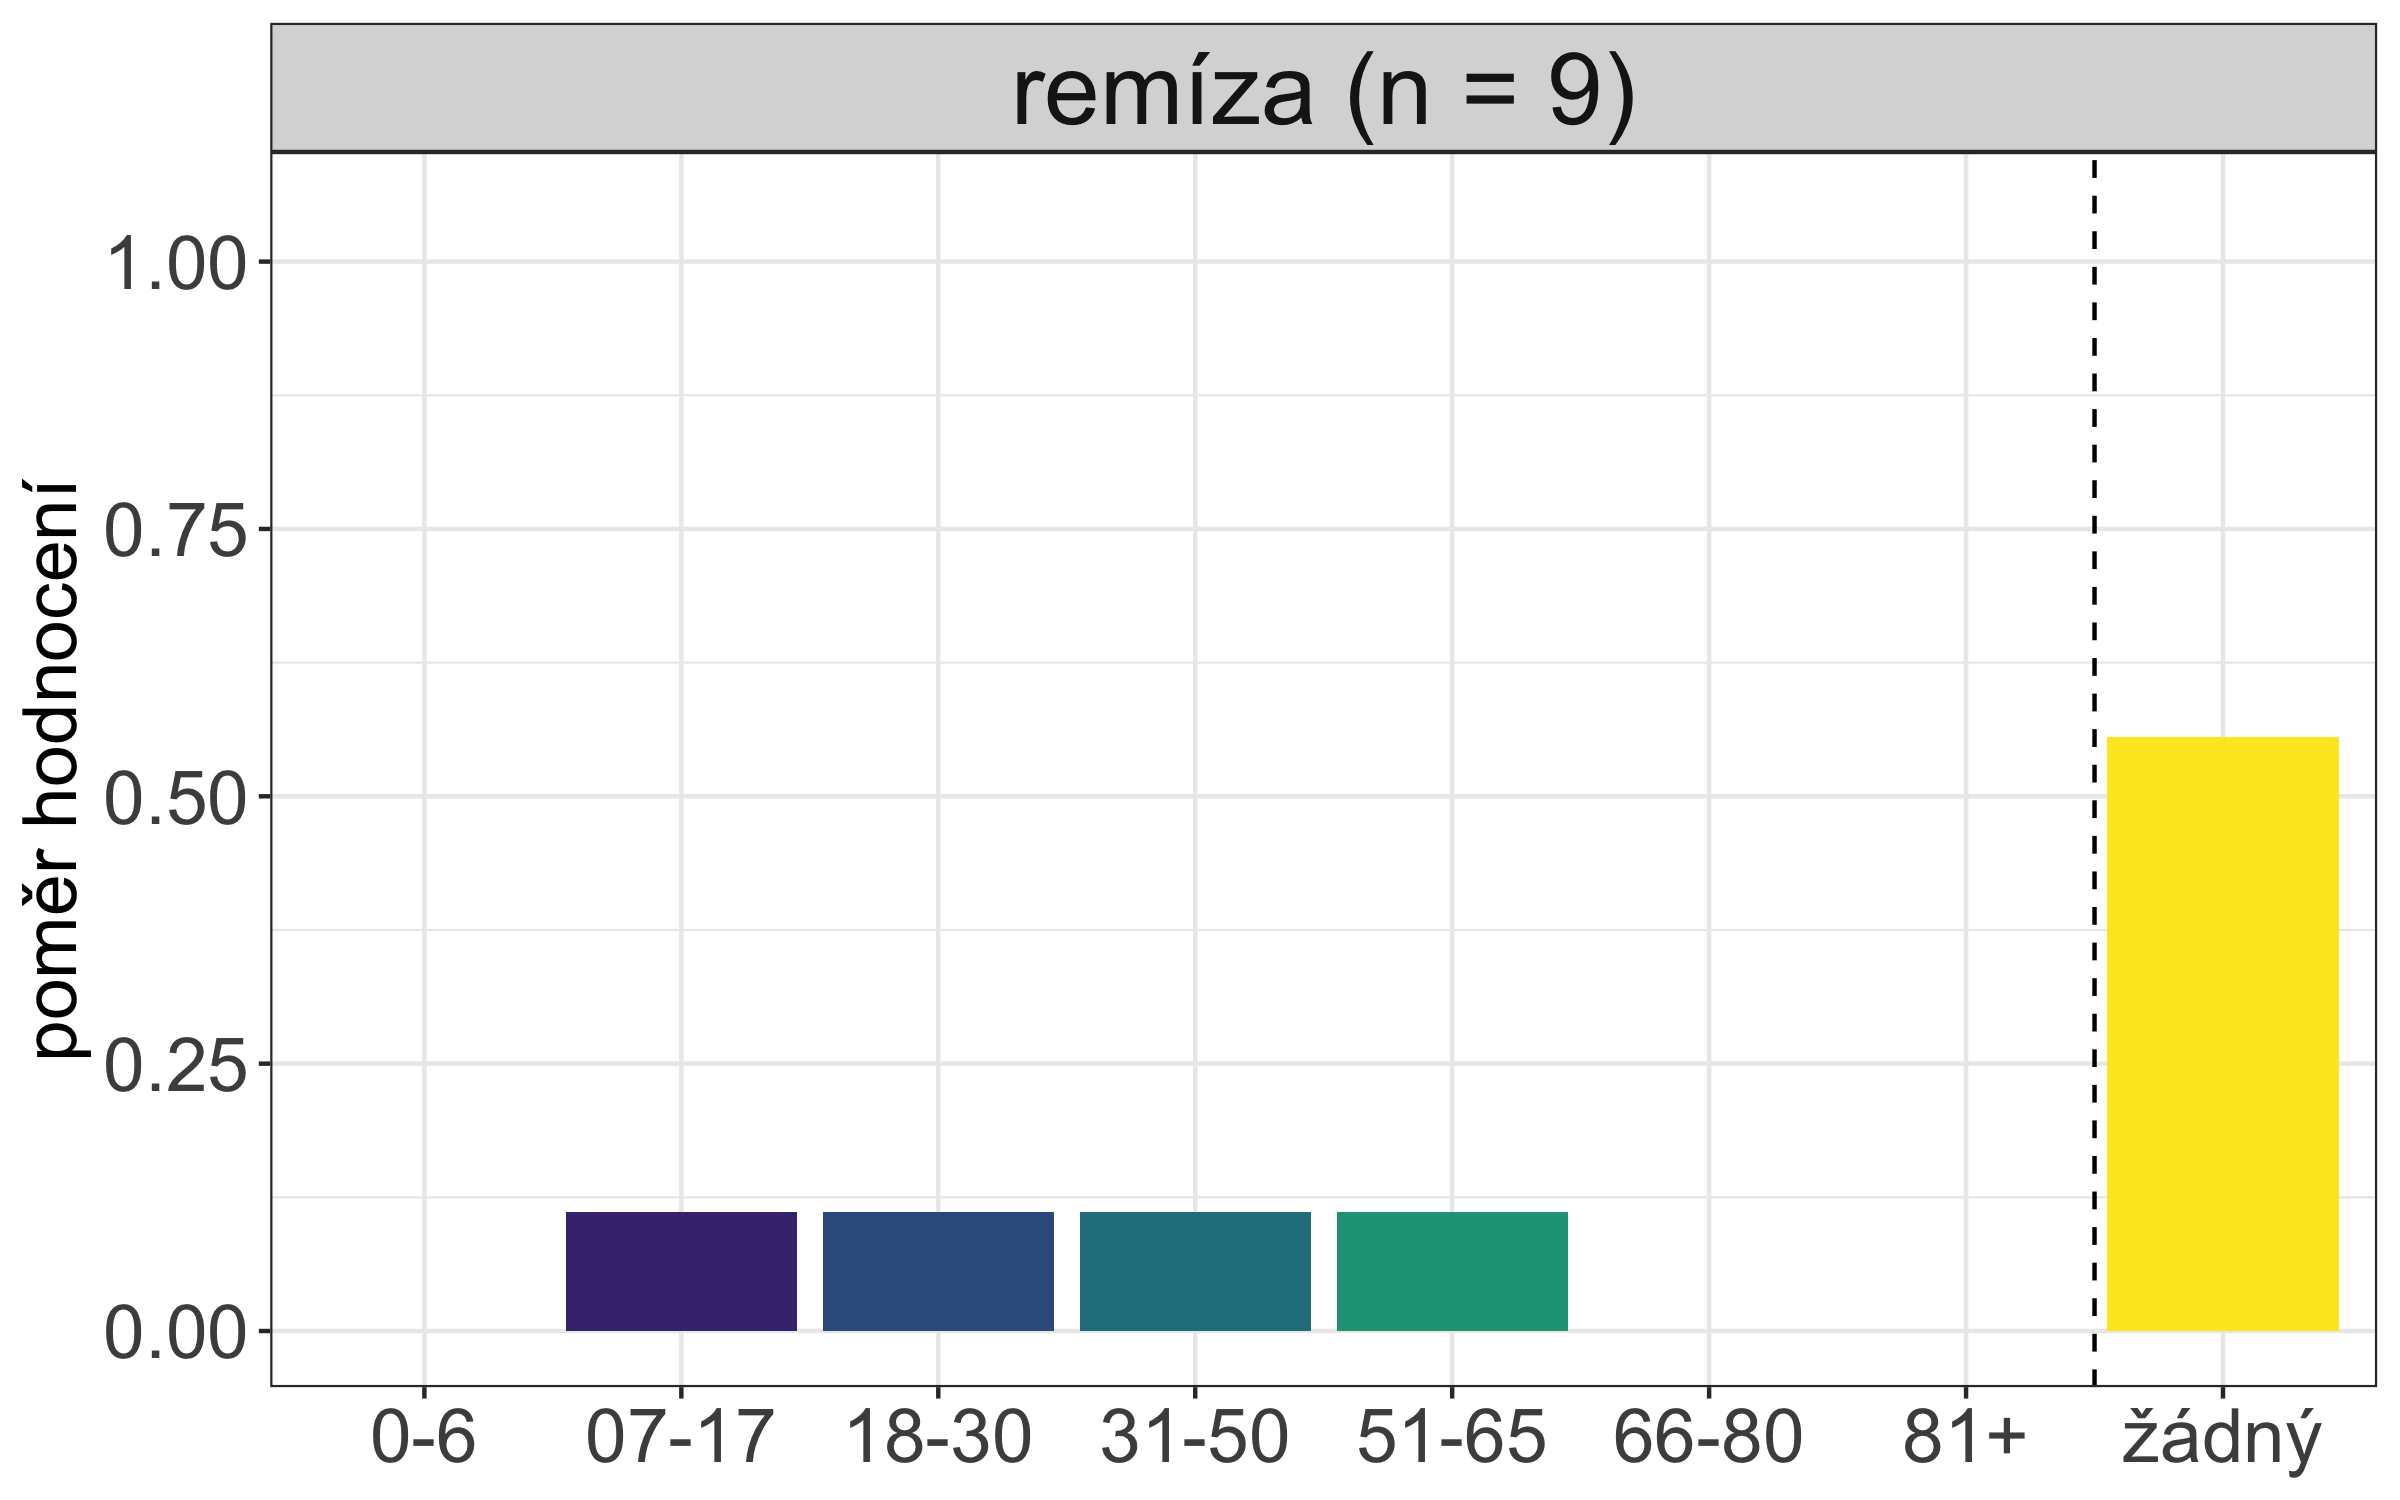 remíza (n = 9)
poměr hodnocení
1.00
0.75
0.50
0.25
0.00
0-6 07-17 18-30 31-50 51-65 66-80 81+ žádný